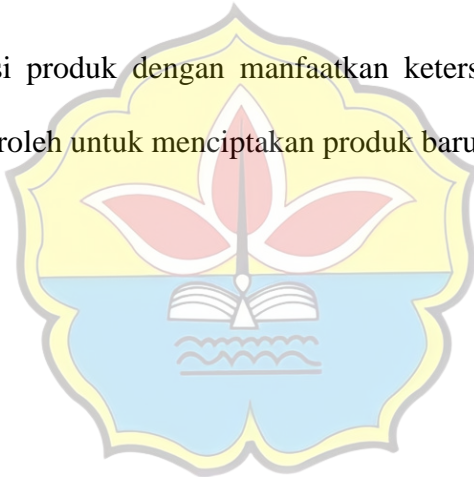 si produk dengan manfaatkan keters
roleh untuk menciptakan produk baru